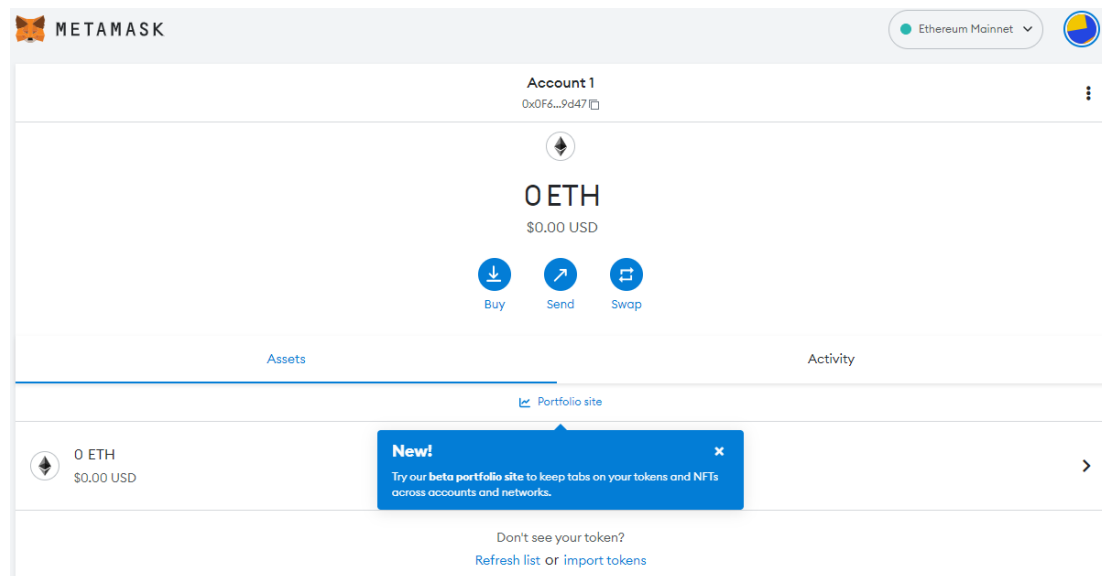 METAMASK
Ethereum Mainnet
Account 1
0x0F6...9d47
0 ETH
$0.00 USD
Buy
Send
Swap
Assets
Activity
Portfolio site
New!
Try our beta portfolio site to keep tabs on your tokens and NFTs
across accounts and networks.
0 ETH
$0.00 USD
Don't see your token?
Refresh list or import tokens